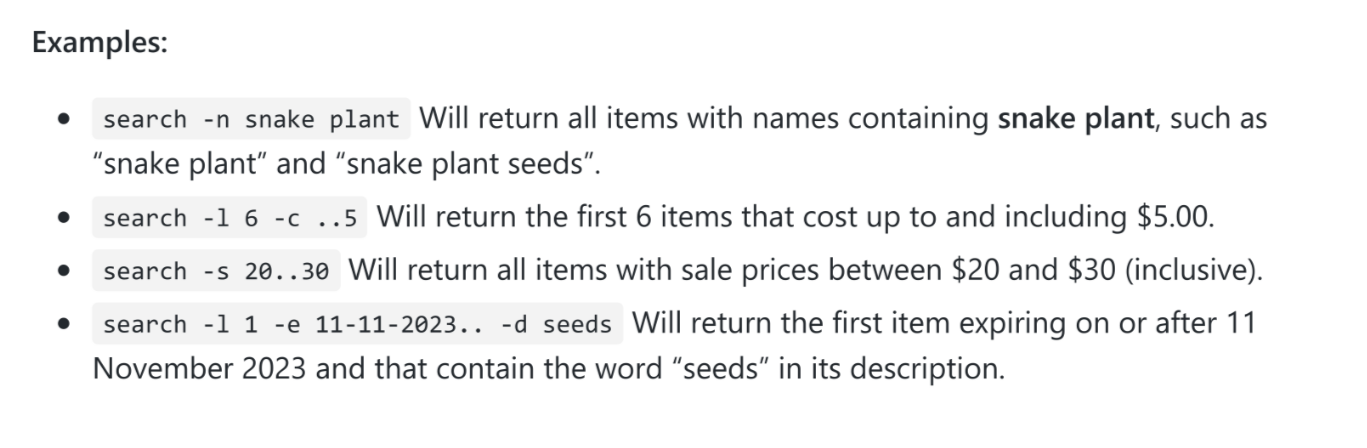 Examples:
search -n snake plant Will return all items with names containing snake plant, such as
“snake plant” and “snake plant seeds”.
search -l 6 -c ..5 Will return the first 6 items that cost up to and including $5.00.
search -s 20..30 Will return all items with sale prices between $20 and $30 (inclusive).
search -l 1 -e 11-11-2023.. -d seeds Will return the first item expiring on or after 11
November 2023 and that contain the word “seeds” in its description.